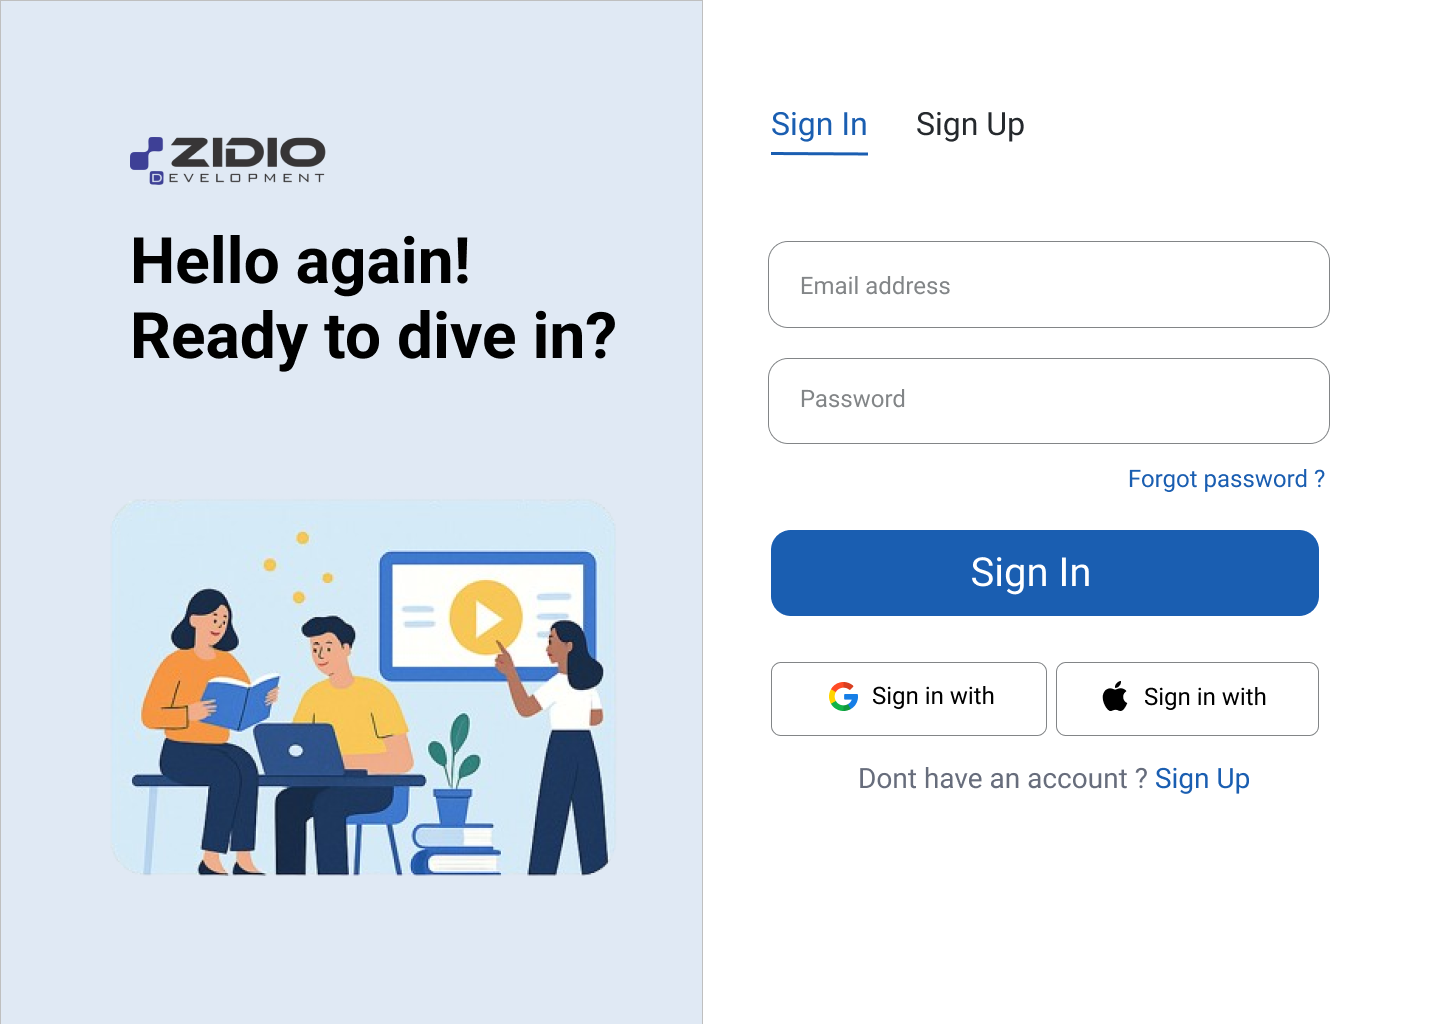 ZIDIO
DEVELOPMENT
Hello again!
Ready to dive in?
Sign In
Sign Up
Email address
Password
Forgot password ?
Sign In
Sign in with
Sign in with
Dont have an account ? Sign Up